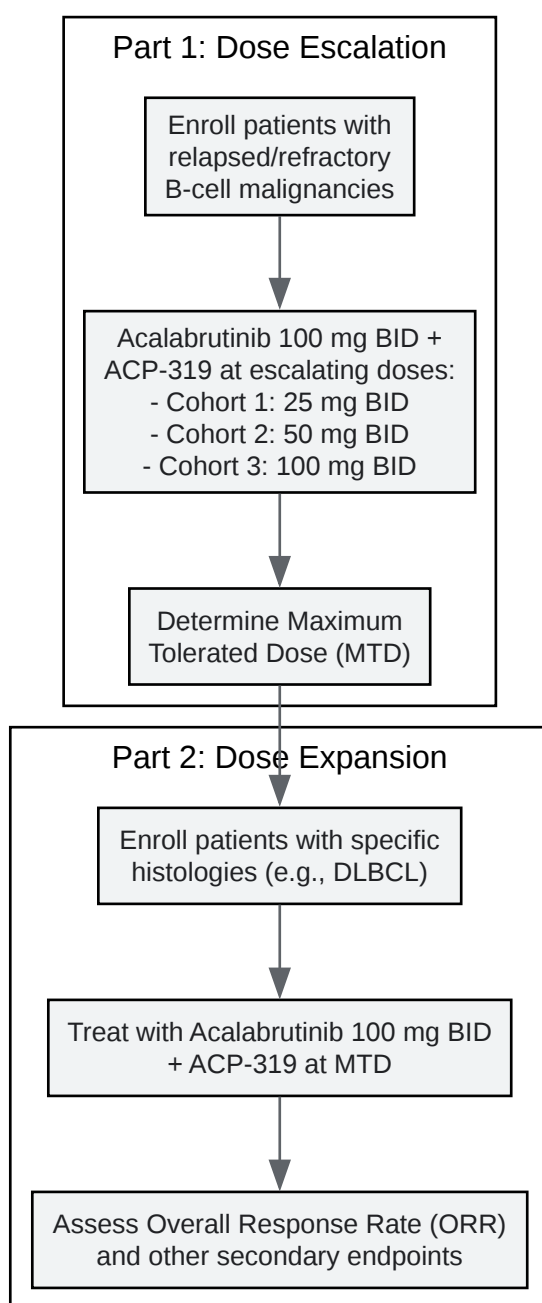 Part 1: Dose Escalation
Enroll patients with
relapsed/refractory
B-cell malignancies
Acalabrutinib 100 mg BID +
ACP-319 at escalating doses:
- Cohort 1: 25 mg BID
- Cohort 2: 50 mg BID
- Cohort 3: 100 mg BID
Determine Maximum
Tolerated Dose (MTD)
Part 2: Dose Expansion
Enroll patients with specific
histologies (e.g., DLBCL)
Treat with Acalabrutinib 100 mg BID
+ ACP-319 at MTD
Assess Overall Response Rate (ORR)
and other secondary endpoints